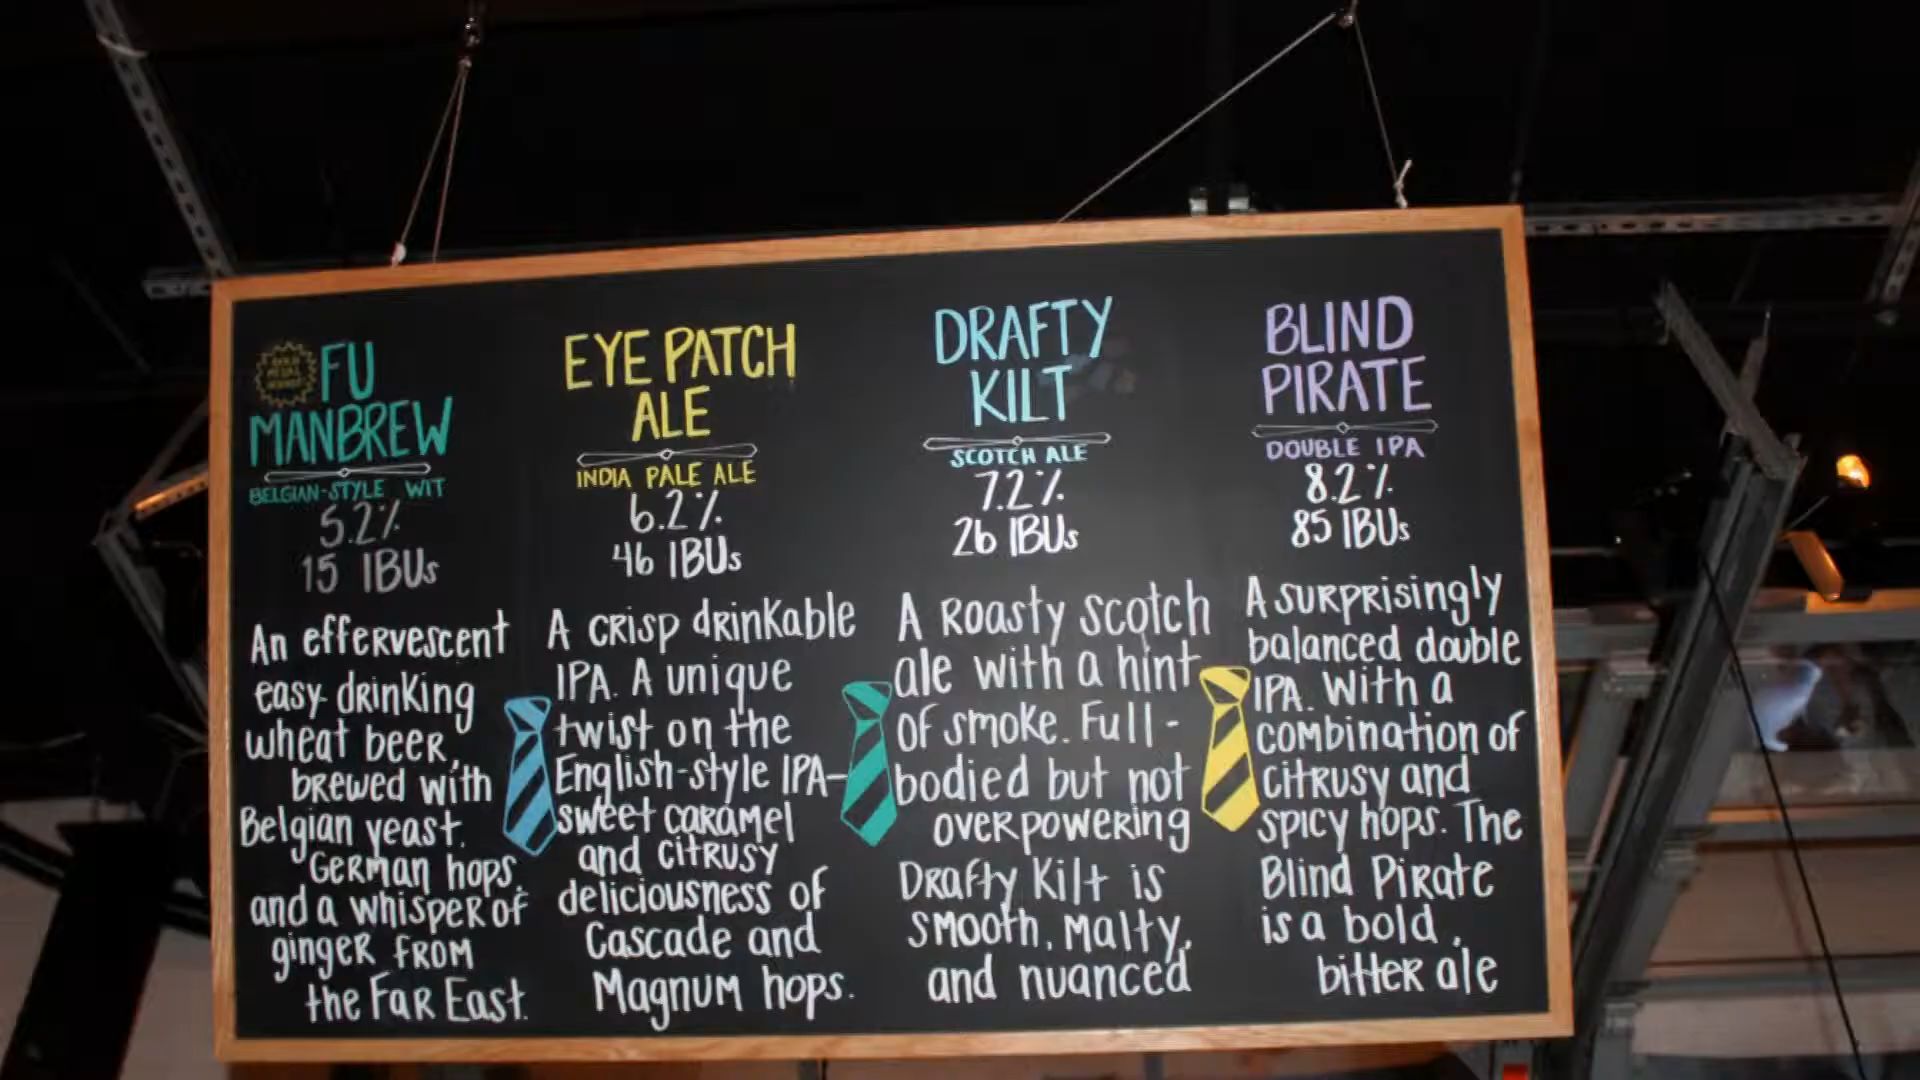 GOLD
MEDAL
WINNER
FU
MANBREW
BELGIAN-STYLE WIT
5.2%
15 IBUs
An effervescent
easy-drinking
wheat beer,
brewed with
Belgian yeast.
German hops,
and a whisper of
ginger from
the Far East.
EYE PATCH
ALE
INDIA PALE ALE
6.2%
46 IBUs
A crisp drinkable
IPA. A unique
twist on the
English-style IPA-
sweet caramel
and citrusy
deliciousness of
Cascade and
Magnum hops.
DRAFTY
KILT
SCOTCH ALE
7.2%
26 IBUs
A Roasty Scotch
ale with a hint
of smoke. Full-
bodied but not
overpowering
Drafty Kilt is
smooth, malty,
and nuanced
BLIND
PIRATE
DOUBLE IPA
8.2%
85 IBUs
A surprisingly
balanced double
IPA. With a
combination of
citrusy and
spicy hops. The
Blind Pirate
is a bold,
bitter ale